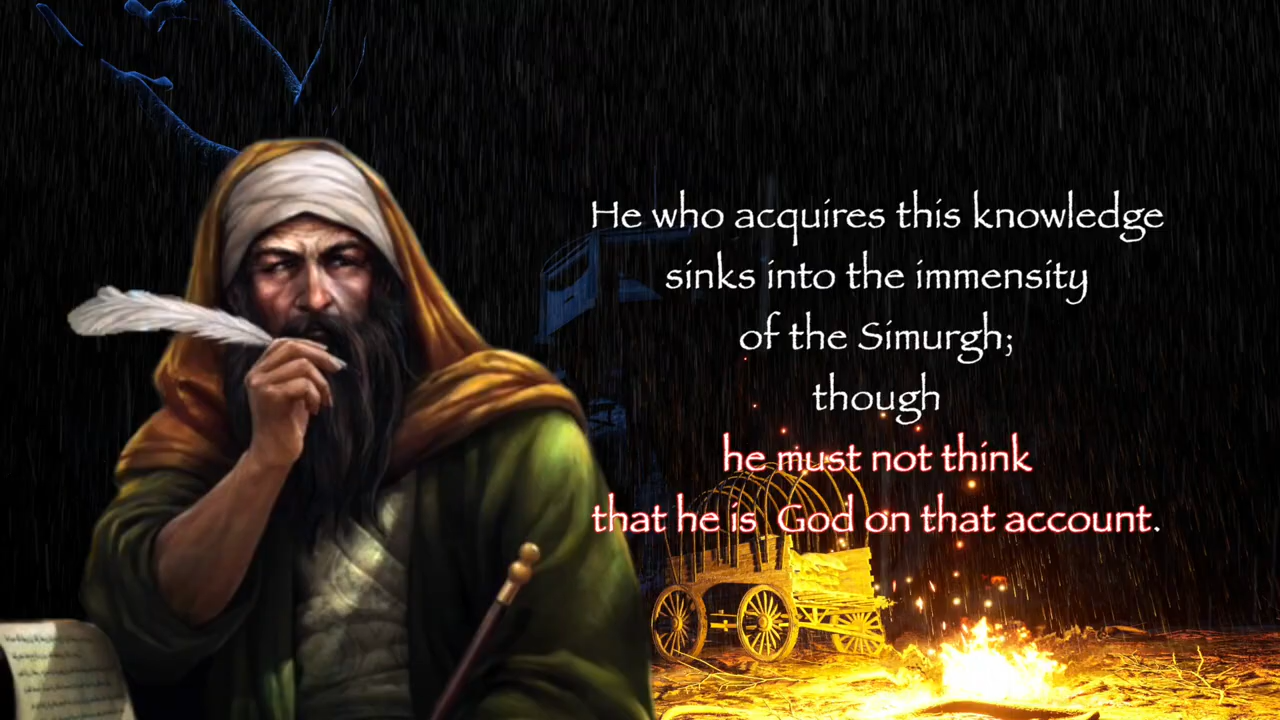 He who acquires this knowledge
sinks into the immensity
of the Simurgh;
though
he must not think
that he is God on that account.